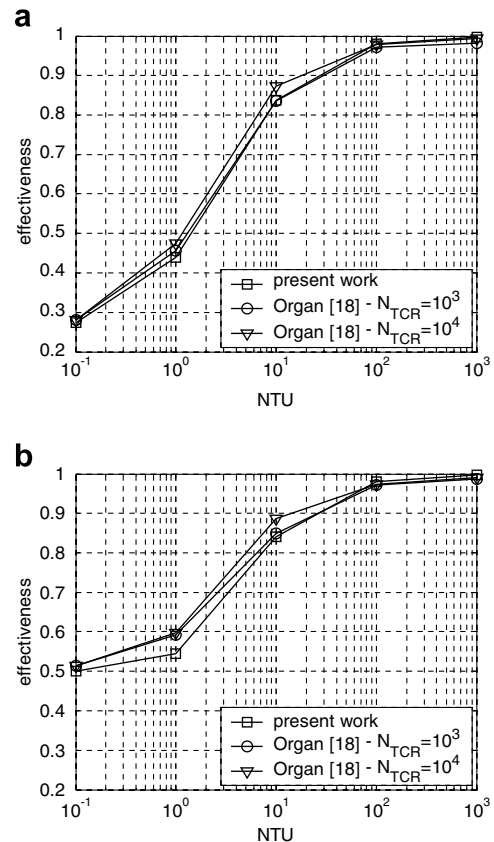 a
1
0.9
0.8
0.7
0.6
0.5
0.4
0.3
0.2
effectiveness
present work
Organ [18] - N_TCR=10^3
Organ [18] - N_TCR=10^4
10^-1 10^0 10^1 10^2 10^3
NTU
b
1
0.9
0.8
0.7
0.6
0.5
0.4
0.3
0.2
effectiveness
present work
Organ [18] - N_TCR=10^3
Organ [18] - N_TCR=10^4
10^-1 10^0 10^1 10^2 10^3
NTU